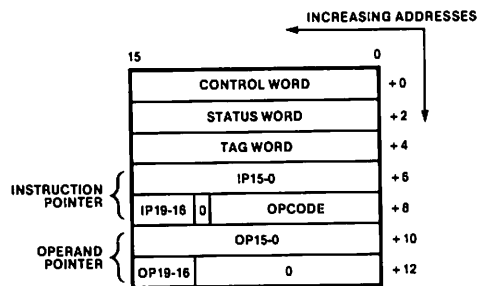 INCREASING ADDRESSES
15 0
CONTROL WORD +0
STATUS WORD +2
TAG WORD +4
INSTRUCTION POINTER
IP15-0 +6
IP19-16 0 OPCODE +8
OPERAND POINTER
OP15-0 +10
OP19-16 0 +12